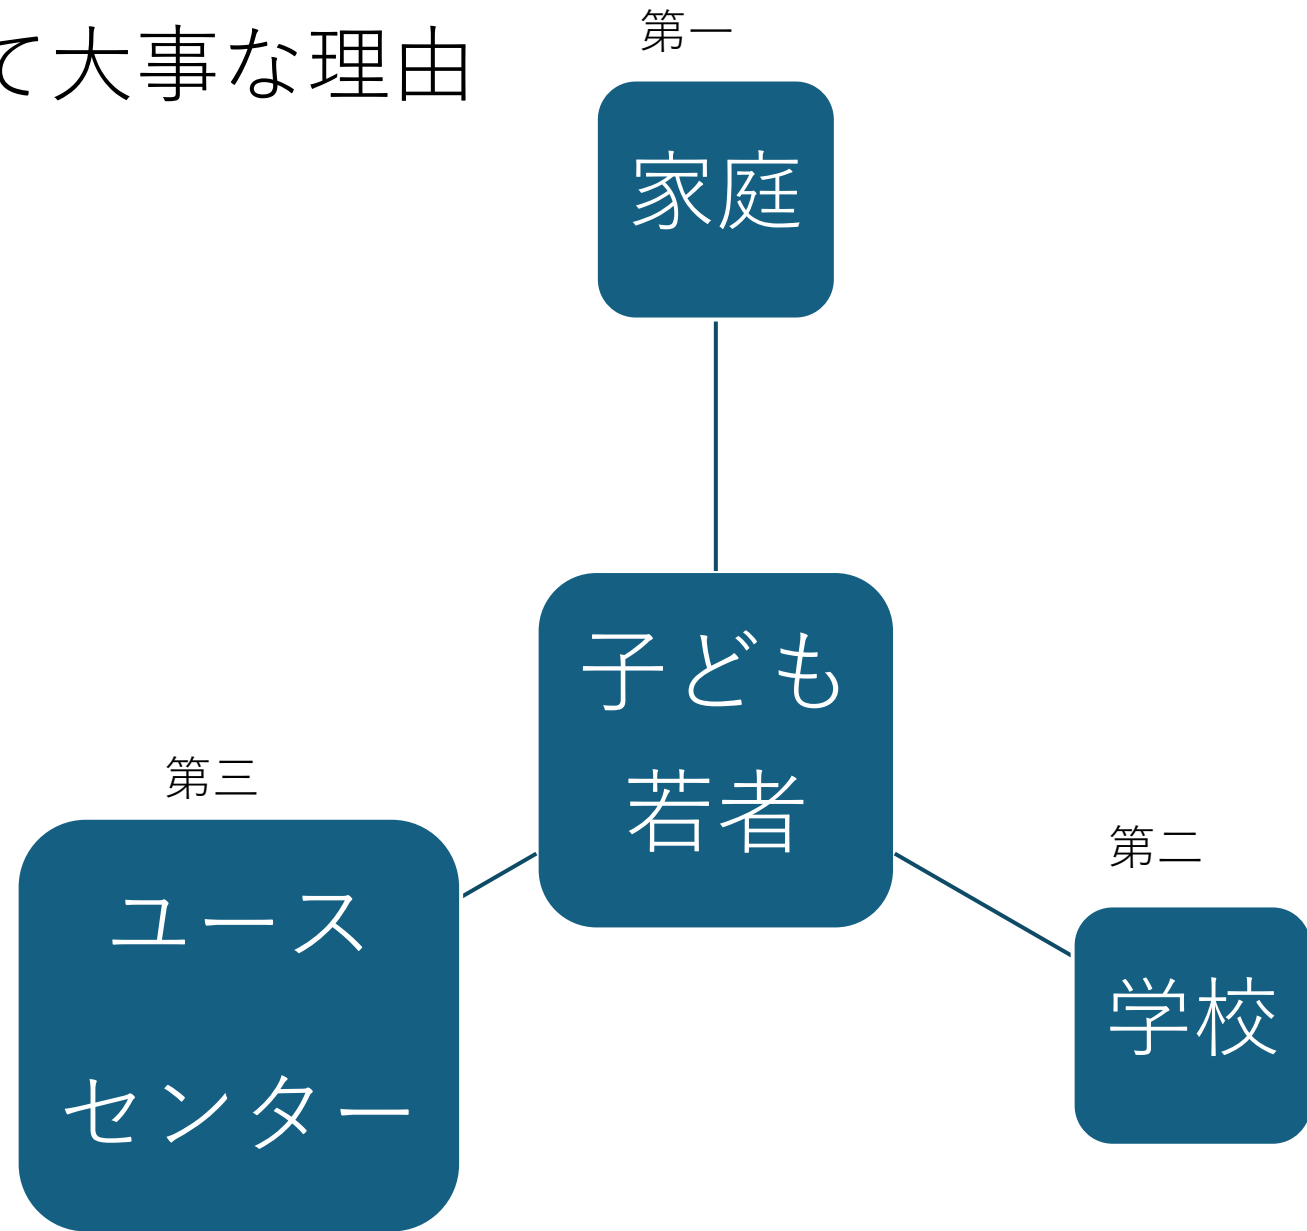 て大事な理由
第一
家庭
子ども
若者
第三
ユース
センター
第二
学校